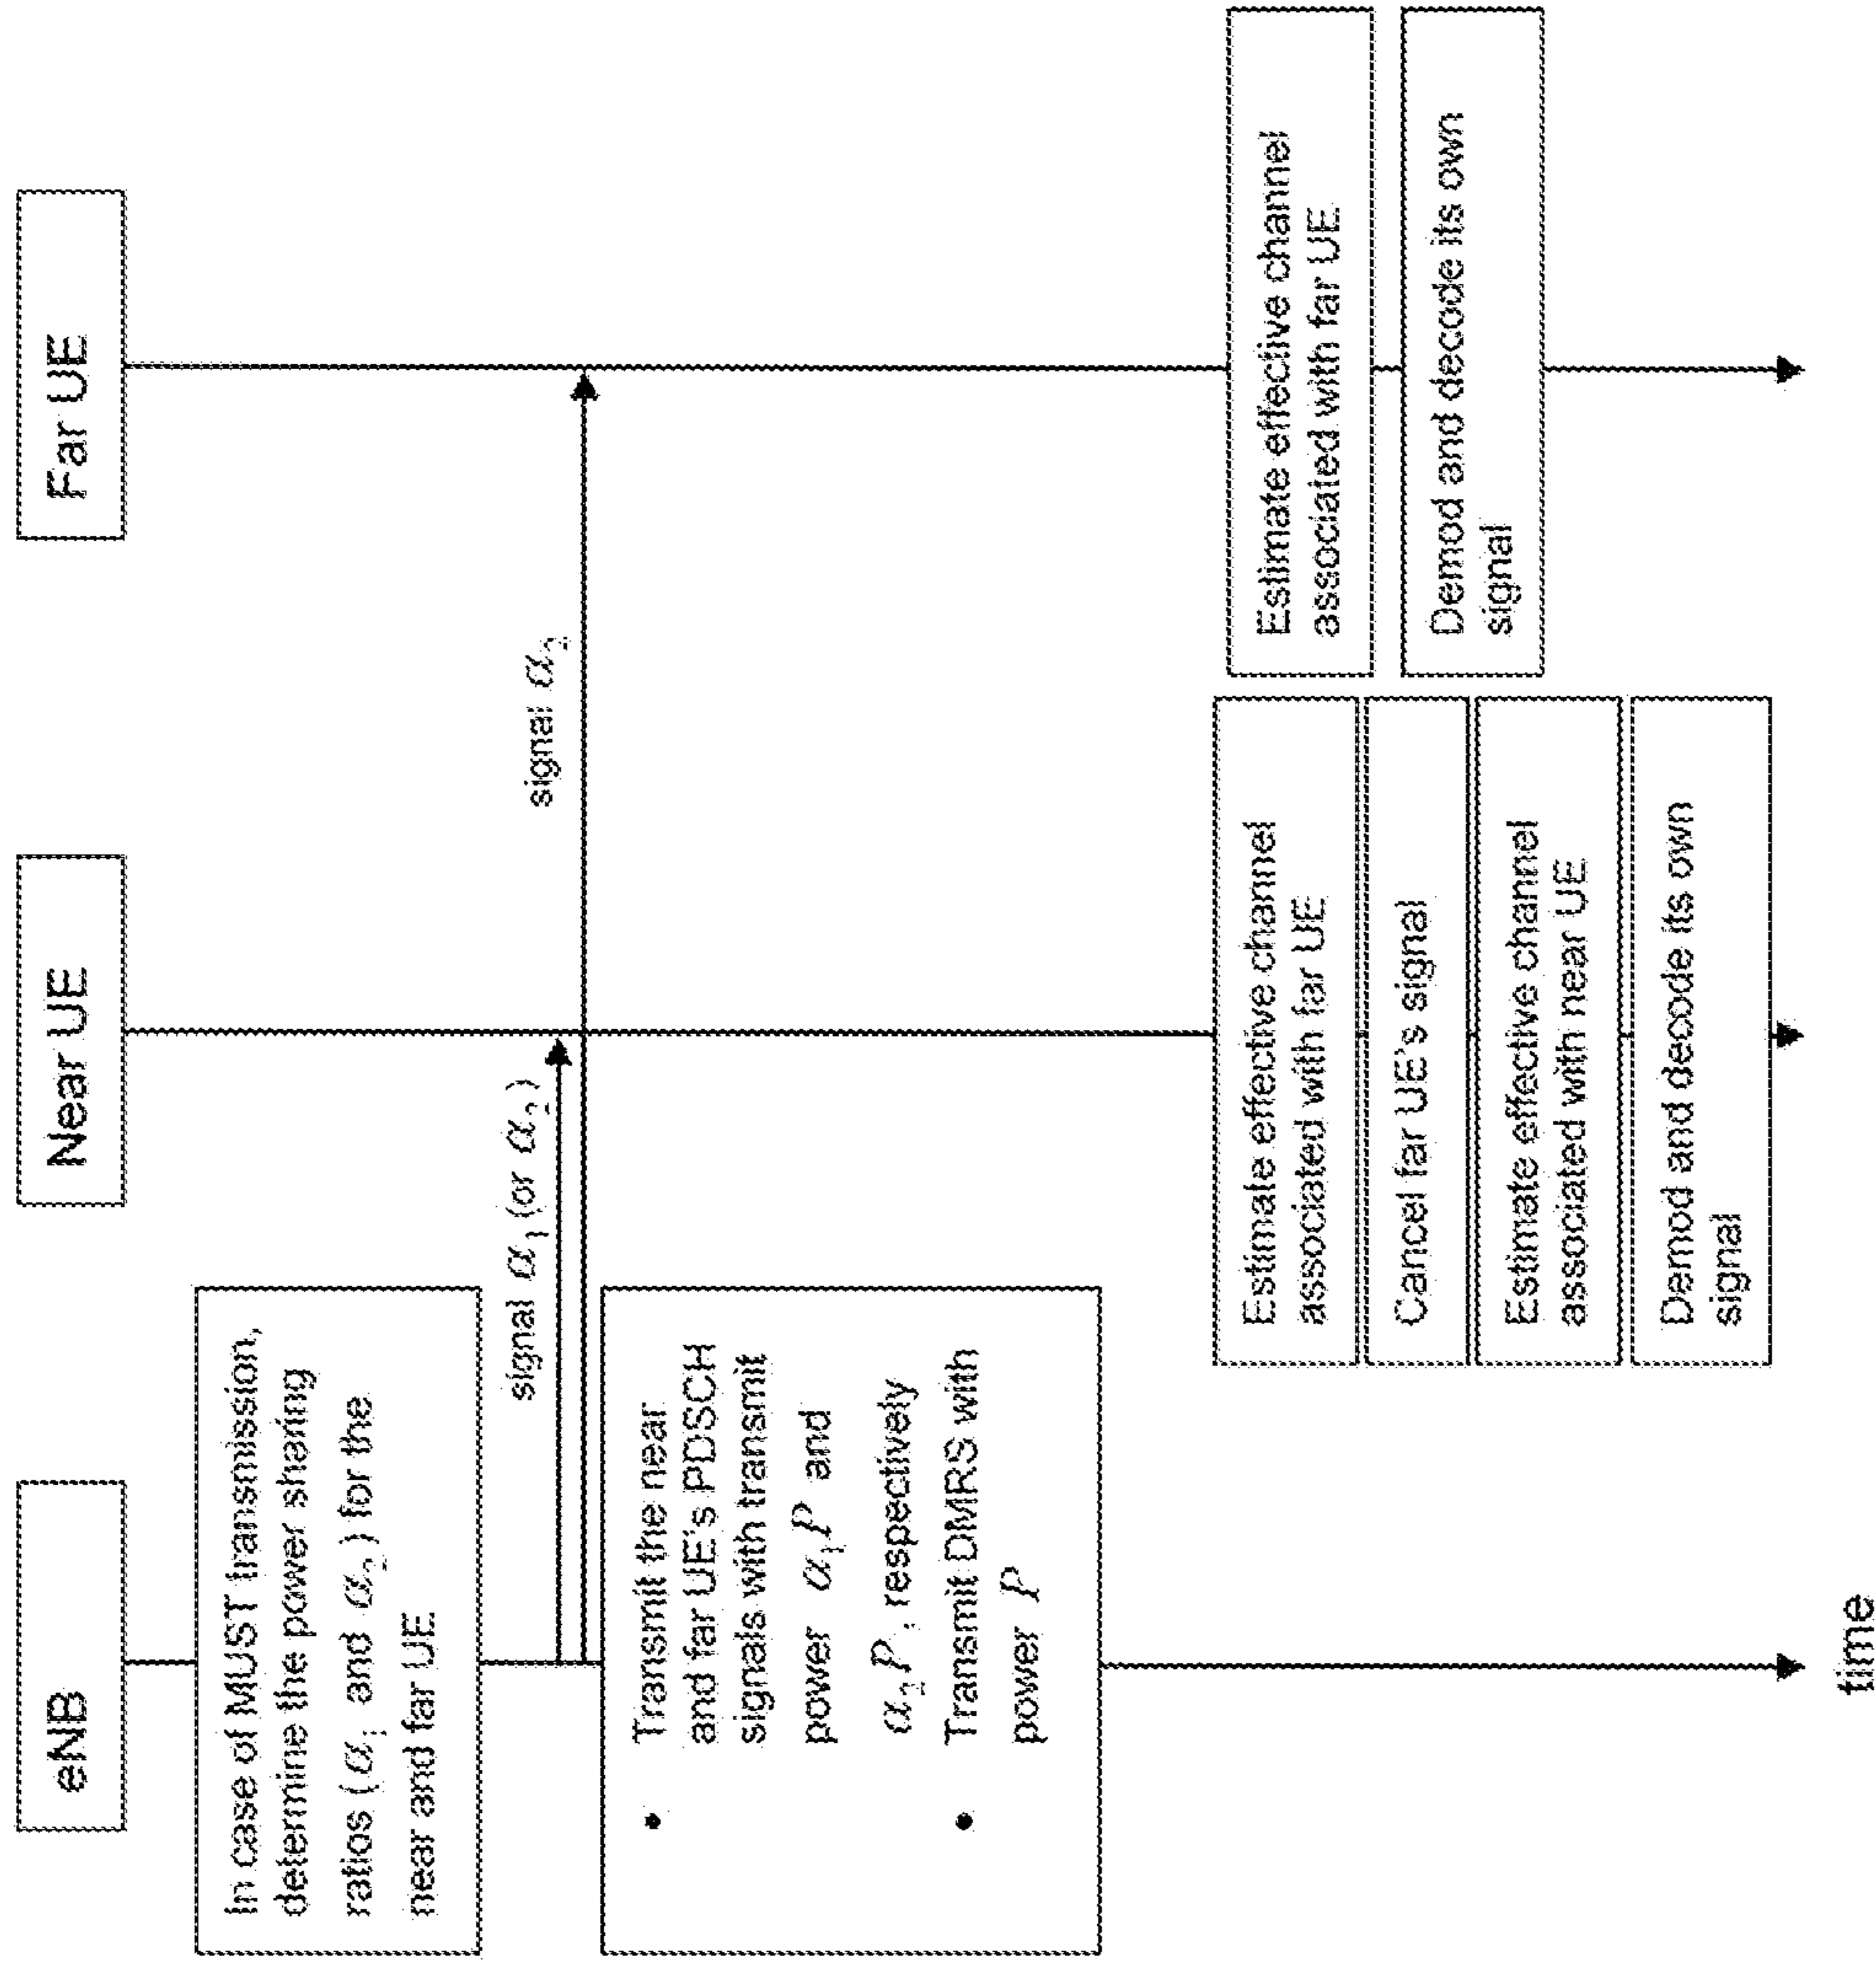 eNB
Near UE
Far UE
In case of MUST transmission,
determine the power sharing
ratios (α₁ and α₂) for the
near and far UE
signal α₁ (or α₂)
signal α₂
• Transmit the near
and far UE's PDSCH
signals with transmit
power α₁P and
α₂P, respectively
• Transmit DMRS with
power P
Estimate effective channel
associated with far UE
Cancel far UE's signal
Estimate effective channel
associated with near UE
Demod and decode its own
signal
Estimate effective channel
associated with far UE
Demod and decode its own
signal
time